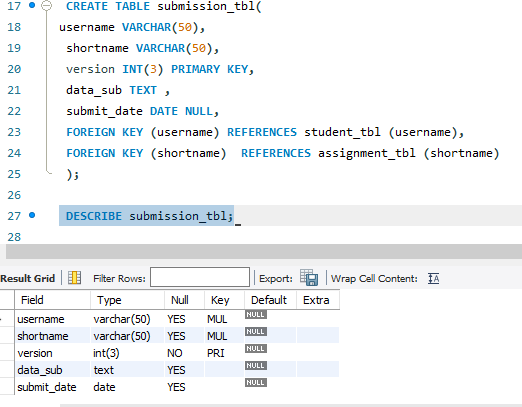 17 CREATE TABLE submission_tbl(
18 username VARCHAR(50),
19 shortname VARCHAR(50),
20 version INT(3) PRIMARY KEY,
21 data_sub TEXT ,
22 submit_date DATE NULL,
23 FOREIGN KEY (username) REFERENCES student_tbl (username),
24 FOREIGN KEY (shortname)  REFERENCES assignment_tbl (shortname)
25 );
26
27 DESCRIBE submission_tbl;
28
Result Grid Filter Rows: Export: Wrap Cell Content: IA
Field Type Null Key Default Extra
username varchar(50) YES MUL NULL
shortname varchar(50) YES MUL NULL
version int(3) NO PRI NULL
data_sub text YES NULL
submit_date date YES NULL